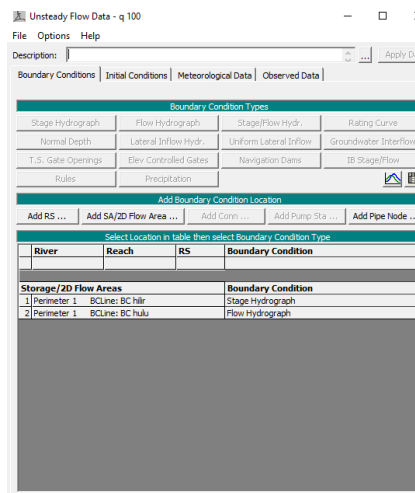 Unsteady Flow Data - q 100
File Options Help
Description: ... Apply Da
Boundary Conditions Initial Conditions Meteorological Data Observed Data
Boundary Condition Types
Stage Hydrograph Flow Hydrograph Stage/Flow Hydr. Rating Curve
Normal Depth Lateral Inflow Hydr. Uniform Lateral Inflow Groundwater Interflow
T.S. Gate Openings Elev Controlled Gates Navigation Dams IB Stage/Flow
Rules Precipitation
Add Boundary Condition Location
Add RS ... Add SA/2D Flow Area ... Add Conn ... Add Pump Sta ... Add Pipe Node ...
Select Location in table then select Boundary Condition Type
River Reach RS Boundary Condition
Storage/2D Flow Areas Boundary Condition
1 Perimeter 1 BCLine: BC hilir Stage Hydrograph
2 Perimeter 1 BCLine: BC hulu Flow Hydrograph